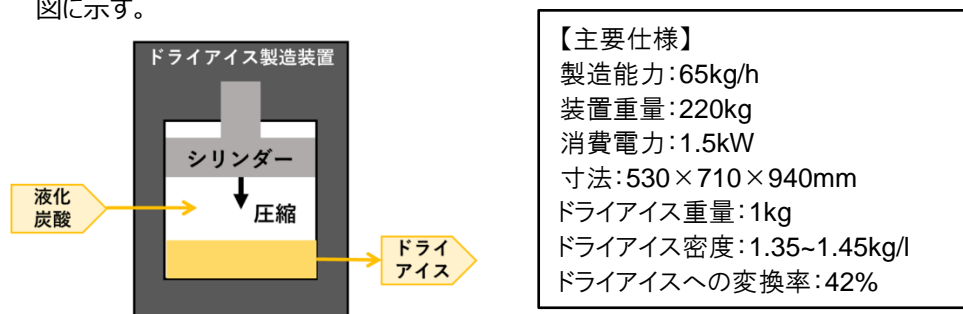 図に示す。
ドライアイス製造装置
シリンダー
液化
炭酸
圧縮
ドライ
アイス
【主要仕様】
製造能力:65kg/h
装置重量:220kg
消費電力:1.5kW
寸法:530×710×940mm
ドライアイス重量:1kg
ドライアイス密度:1.35~1.45kg/l
ドライアイスへの変換率:42%